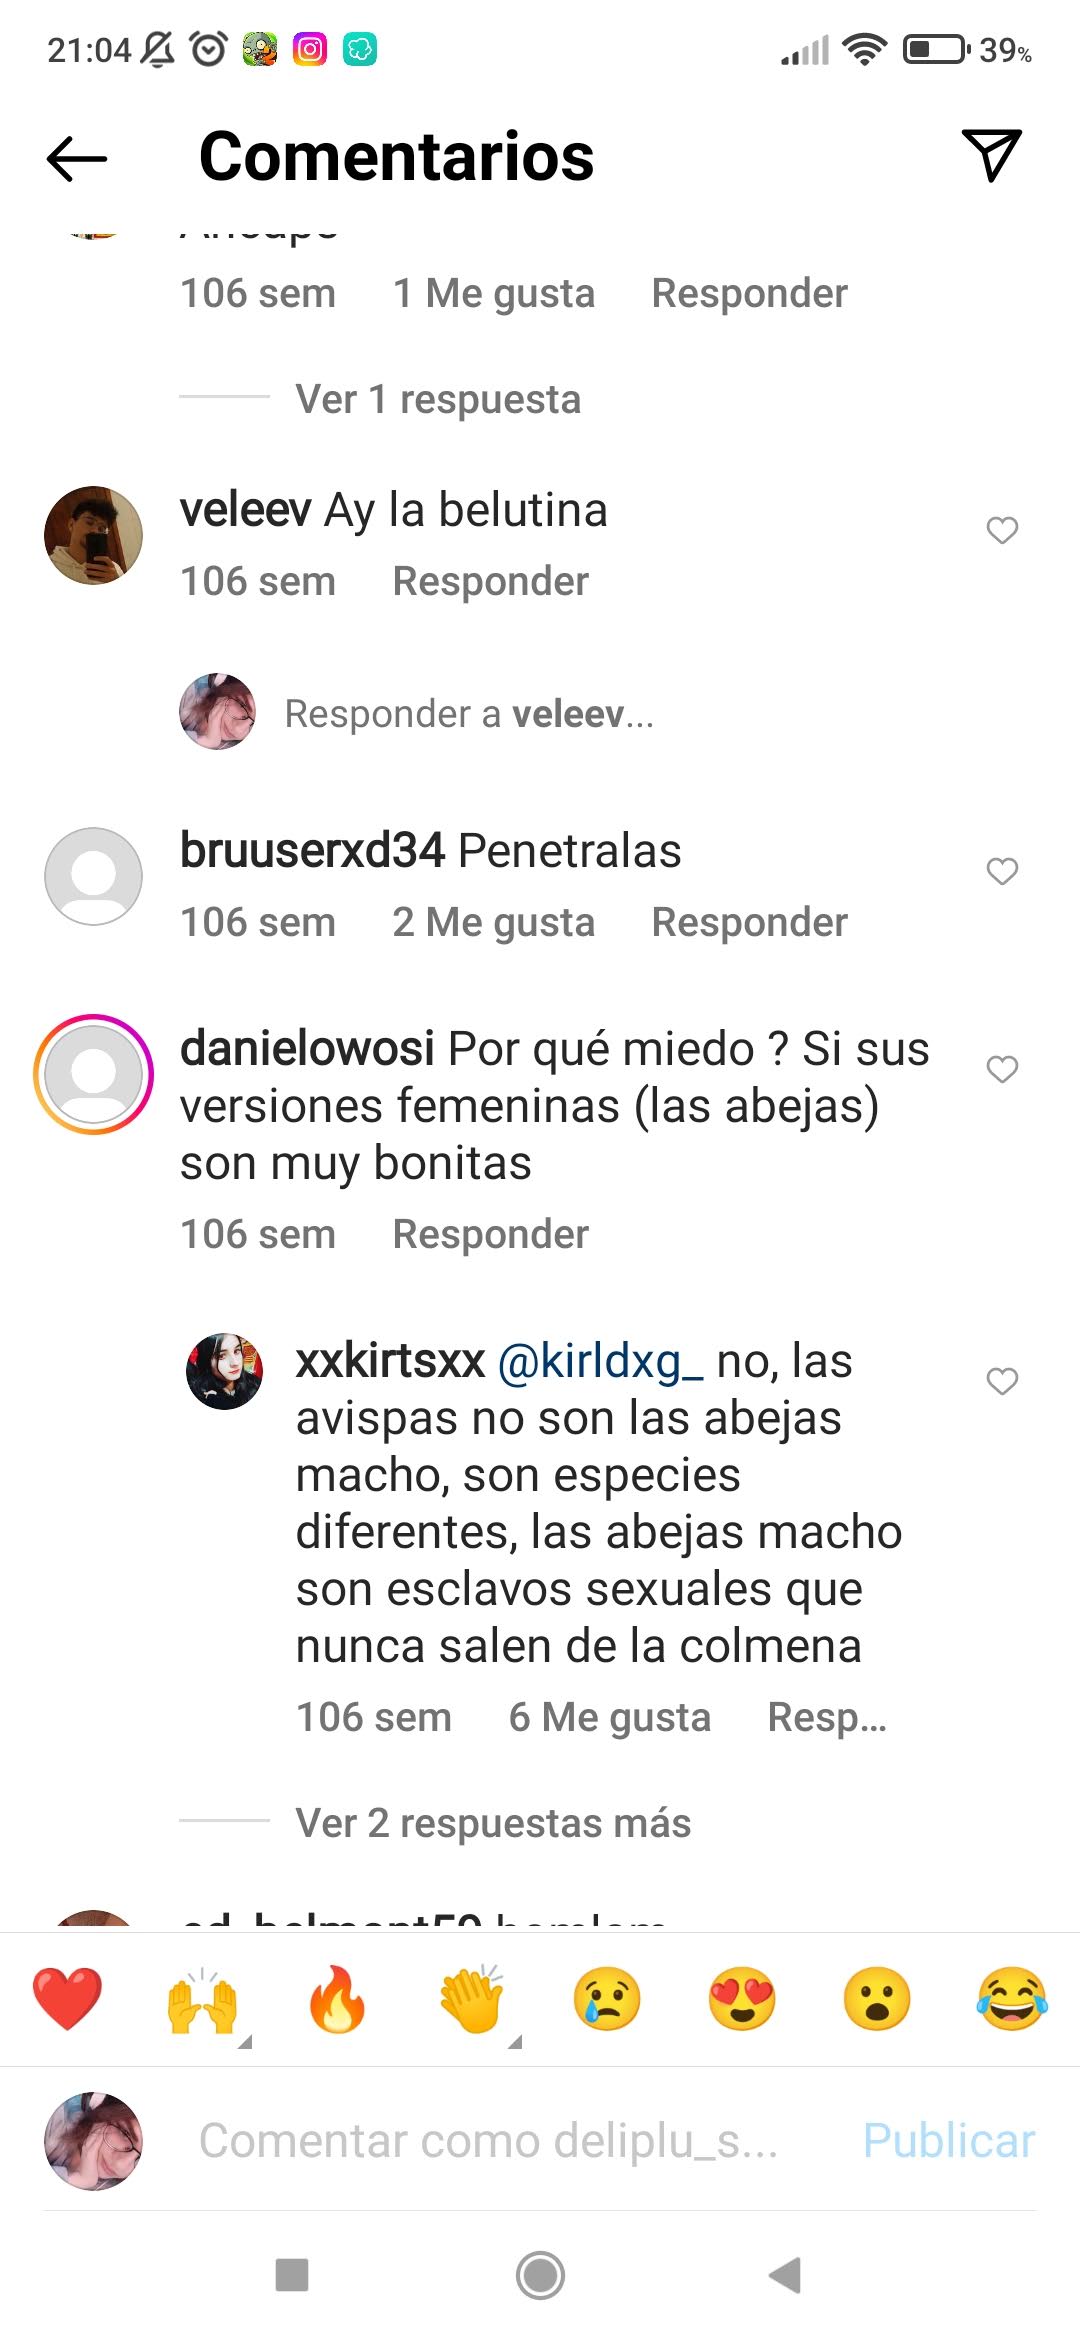 21:04
39%
Comentarios
106 sem 1 Me gusta Responder
Ver 1 respuesta
veleev Ay la belutina
106 sem Responder
Responder a veleev...
bruuserxd34 Penetralas
106 sem 2 Me gusta Responder
danielowosi Por qué miedo ? Si sus
versiones femeninas (las abejas)
son muy bonitas
106 sem Responder
xxkirtsxx @kirldxg_ no, las
avispas no son las abejas
macho, son especies
diferentes, las abejas macho
son esclavos sexuales que
nunca salen de la colmena
106 sem 6 Me gusta Resp...
Ver 2 respuestas más
Comentar como deliplu_s... Publicar